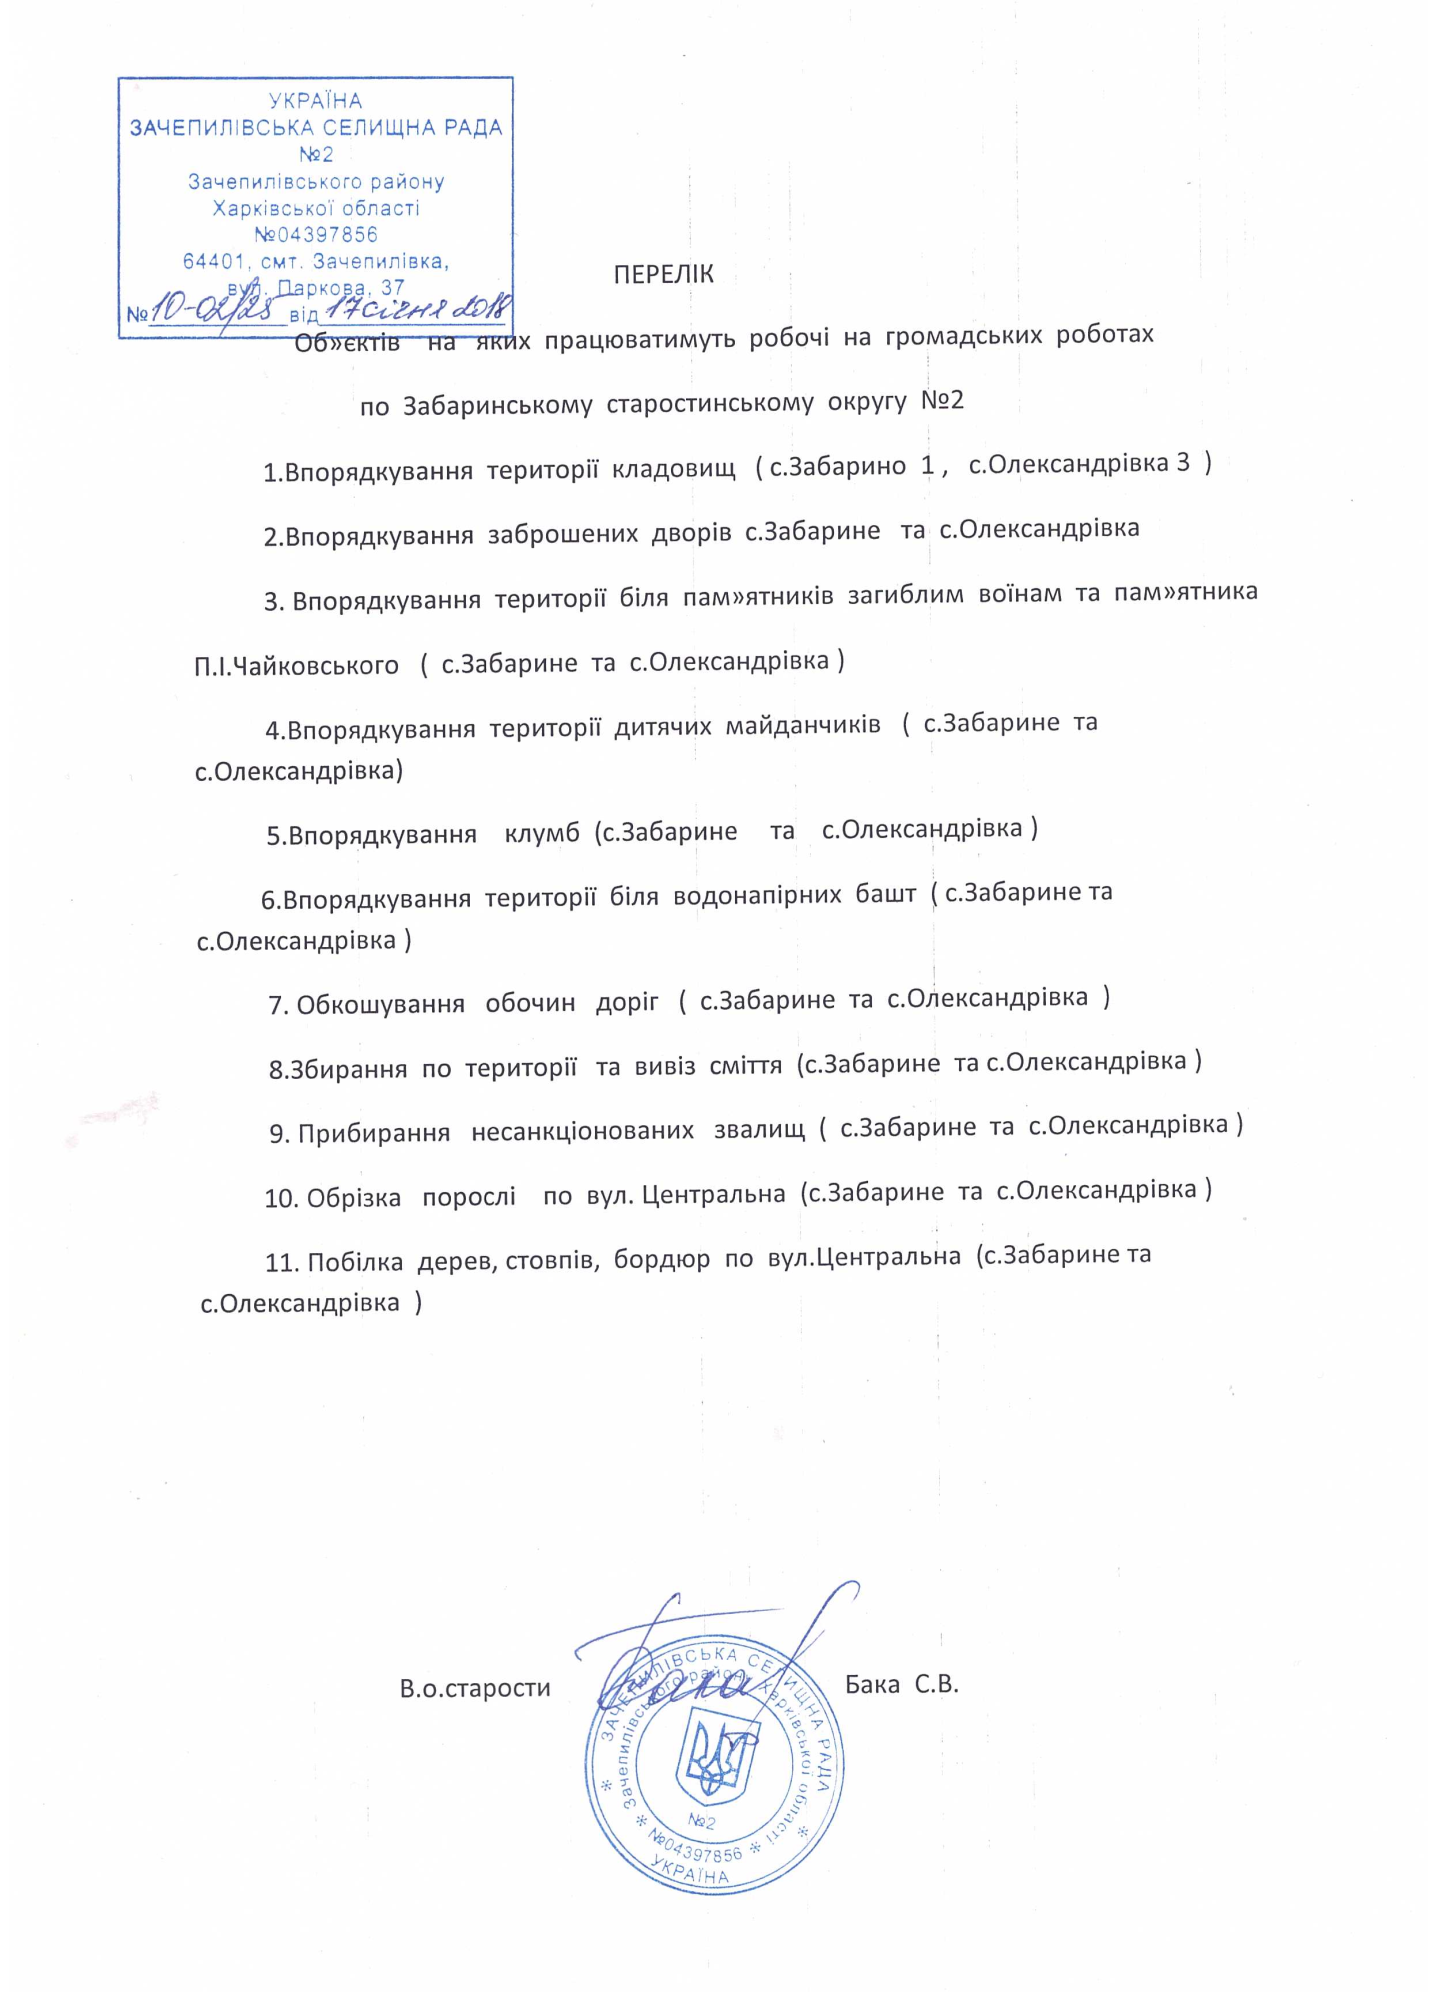 УКРАЇНА
ЗАЧЕПИЛІВСЬКА СЕЛИЩНА РАДА
№2
Зачепилівського району
Харківської області
№04397856
64401, смт. Зачепилівка,
вул. Паркова, 37
№10-02/25 від 17 січня 2018
ПЕРЕЛІК
Об»єктів на яких працюватимуть робочі на громадських роботах
по Забаринському старостинському округу №2
1.Впорядкування території кладовищ ( с.Забарино 1 , с.Олександрівка 3 )
2.Впорядкування заброшених дворів с.Забарине та с.Олександрівка
3. Впорядкування території біля пам»ятників загиблим воїнам та пам»ятника
П.І.Чайковського ( с.Забарине та с.Олександрівка )
4.Впорядкування території дитячих майданчиків ( с.Забарине та
с.Олександрівка)
5.Впорядкування клумб (с.Забарине та с.Олександрівка )
6.Впорядкування території біля водонапірних башт ( с.Забарине та
с.Олександрівка )
7. Обкошування обочин доріг ( с.Забарине та с.Олександрівка )
8.Збирання по території та вивіз сміття (с.Забарине та с.Олександрівка )
9. Прибирання несанкціонованих звалищ ( с.Забарине та с.Олександрівка )
10. Обрізка порослі по вул. Центральна (с.Забарине та с.Олександрівка )
11. Побілка дерев, стовпів, бордюр по вул.Центральна (с.Забарине та
с.Олександрівка )
В.о.старости Бака С.В.
ЗАЧЕПИЛІВСЬКА СЕЛИЩНА РАДА
Зачепилівського району Харківської області
№2
№04397856
УКРАЇНА